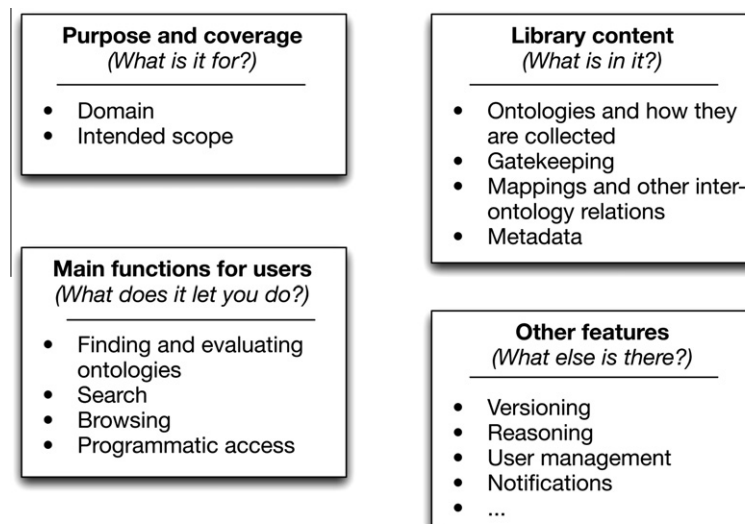 Purpose and coverage
(What is it for?)
• Domain
• Intended scope
Main functions for users
(What does it let you do?)
• Finding and evaluating
ontologies
• Search
• Browsing
• Programmatic access
Library content
(What is in it?)
• Ontologies and how they
are collected
• Gatekeeping
• Mappings and other inter-
ontology relations
• Metadata
Other features
(What else is there?)
• Versioning
• Reasoning
• User management
• Notifications
• ...